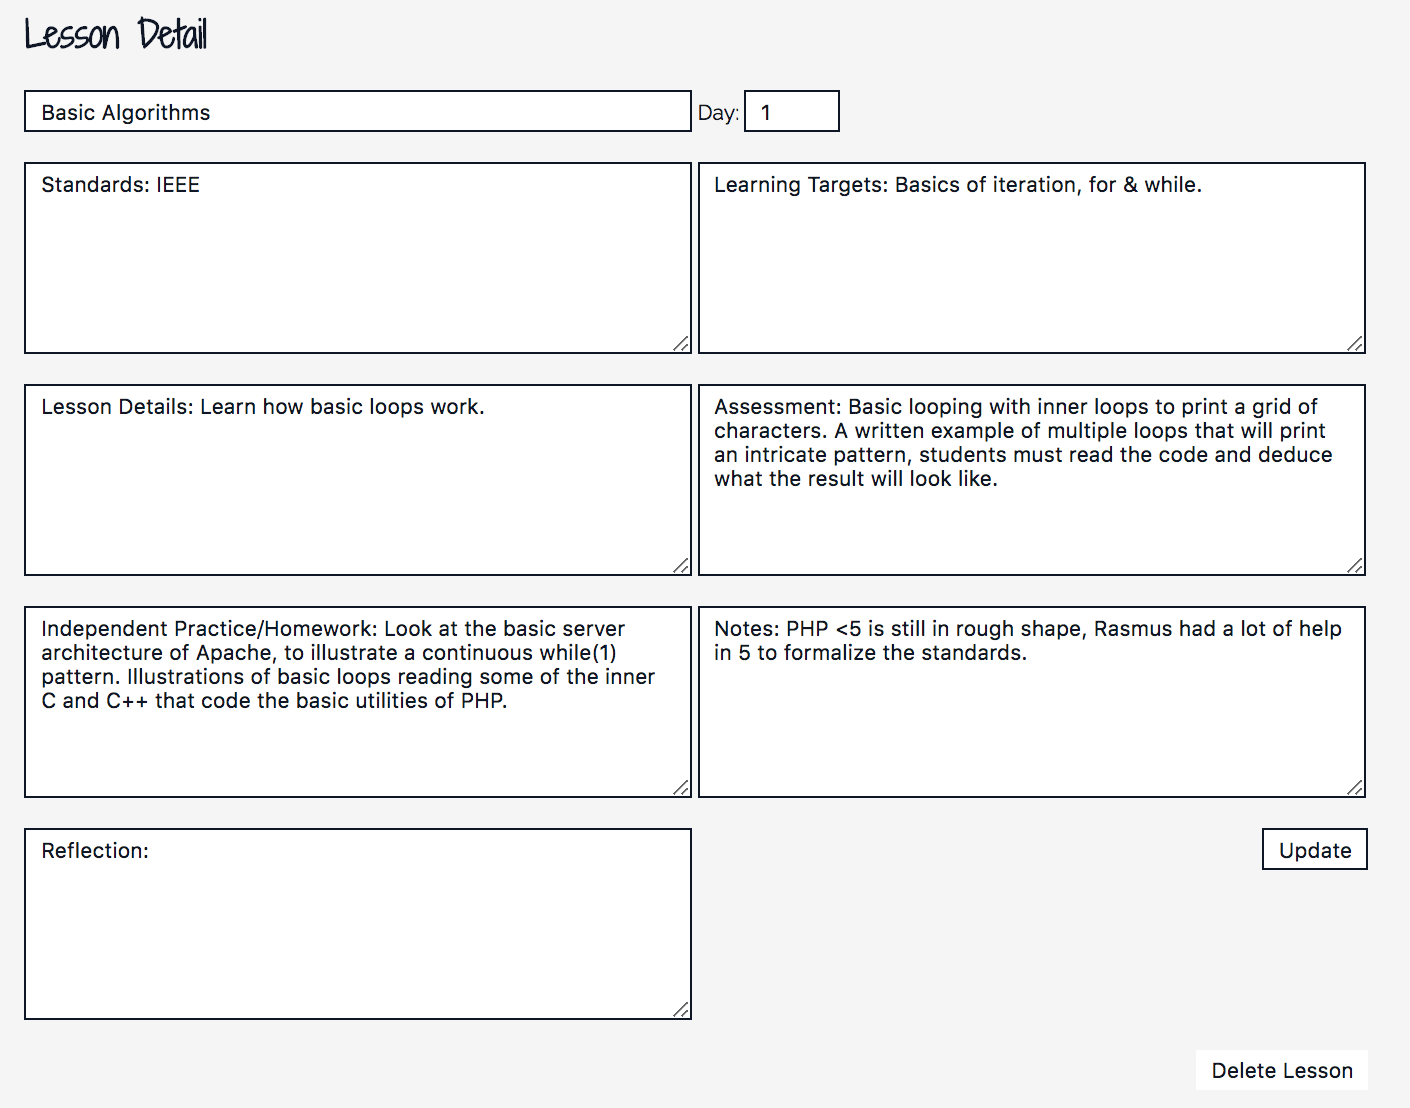 Lesson Detail
Basic Algorithms
Day: 1
Standards: IEEE
Learning Targets: Basics of iteration, for & while.
Lesson Details: Learn how basic loops work.
Assessment: Basic looping with inner loops to print a grid of
characters. A written example of multiple loops that will print
an intricate pattern, students must read the code and deduce
what the result will look like.
Independent Practice/Homework: Look at the basic server
architecture of Apache, to illustrate a continuous while(1)
pattern. Illustrations of basic loops reading some of the inner
C and C++ that code the basic utilities of PHP.
Notes: PHP <5 is still in rough shape, Rasmus had a lot of help
in 5 to formalize the standards.
Reflection:
Update
Delete Lesson